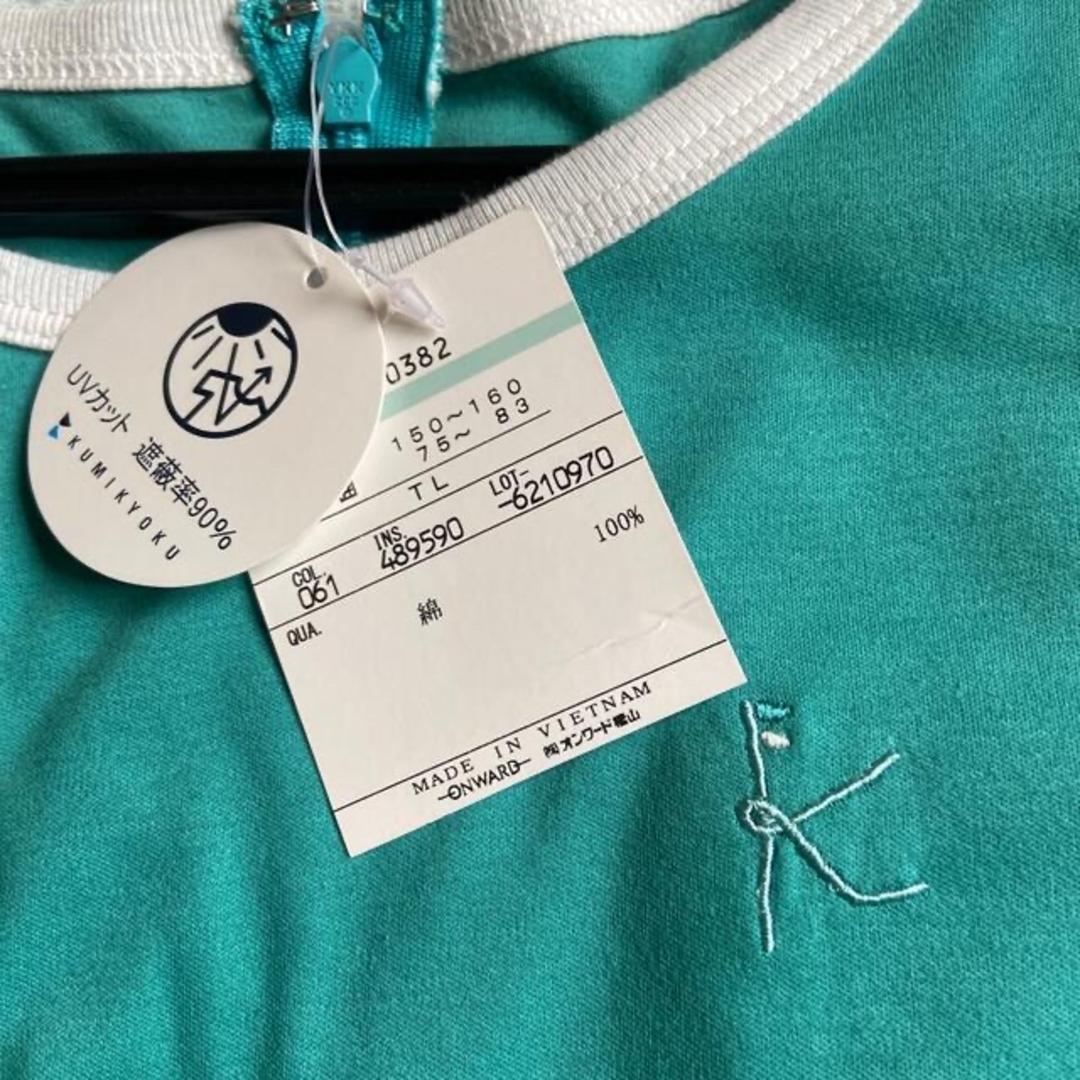 UVカット 遮蔽率90%
KUMIKYOKU
0382
150〜160
75〜 83
TL
COL. INS. LOT-
061 489590 -6210970
QUA. 綿 100%
MADE IN VIETNAM
ONWARD ㈱オンワード樫山
YKK
K